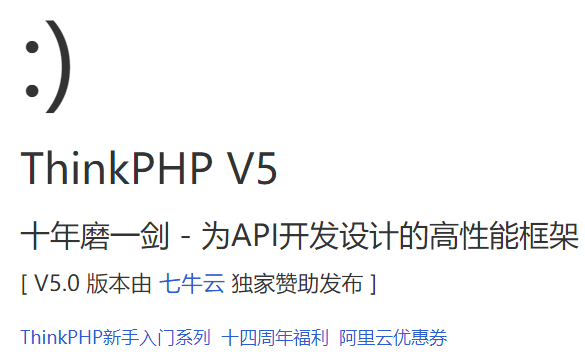 :)
ThinkPHP V5
十年磨一剑 - 为API开发设计的高性能框架
[ V5.0 版本由 七牛云 独家赞助发布 ]
ThinkPHP新手入门系列 十四周年福利 阿里云优惠券